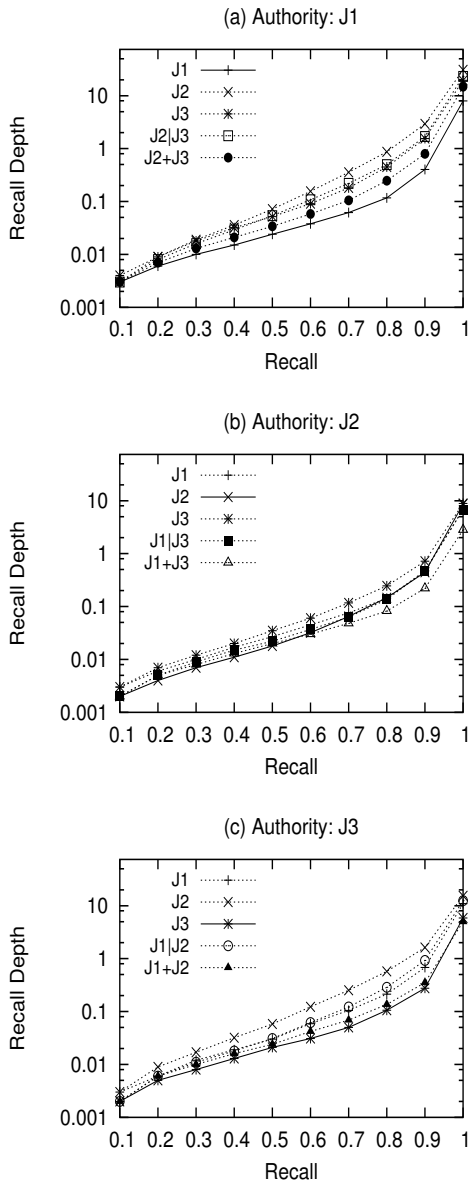 (a) Authority: J1
J1
J2
J3
J2|J3
J2+J3
Recall Depth
10
1
0.1
0.01
0.001
0.1 0.2 0.3 0.4 0.5 0.6 0.7 0.8 0.9 1
Recall
(b) Authority: J2
J1
J2
J3
J1|J3
J1+J3
Recall Depth
10
1
0.1
0.01
0.001
0.1 0.2 0.3 0.4 0.5 0.6 0.7 0.8 0.9 1
Recall
(c) Authority: J3
J1
J2
J3
J1|J2
J1+J2
Recall Depth
10
1
0.1
0.01
0.001
0.1 0.2 0.3 0.4 0.5 0.6 0.7 0.8 0.9 1
Recall